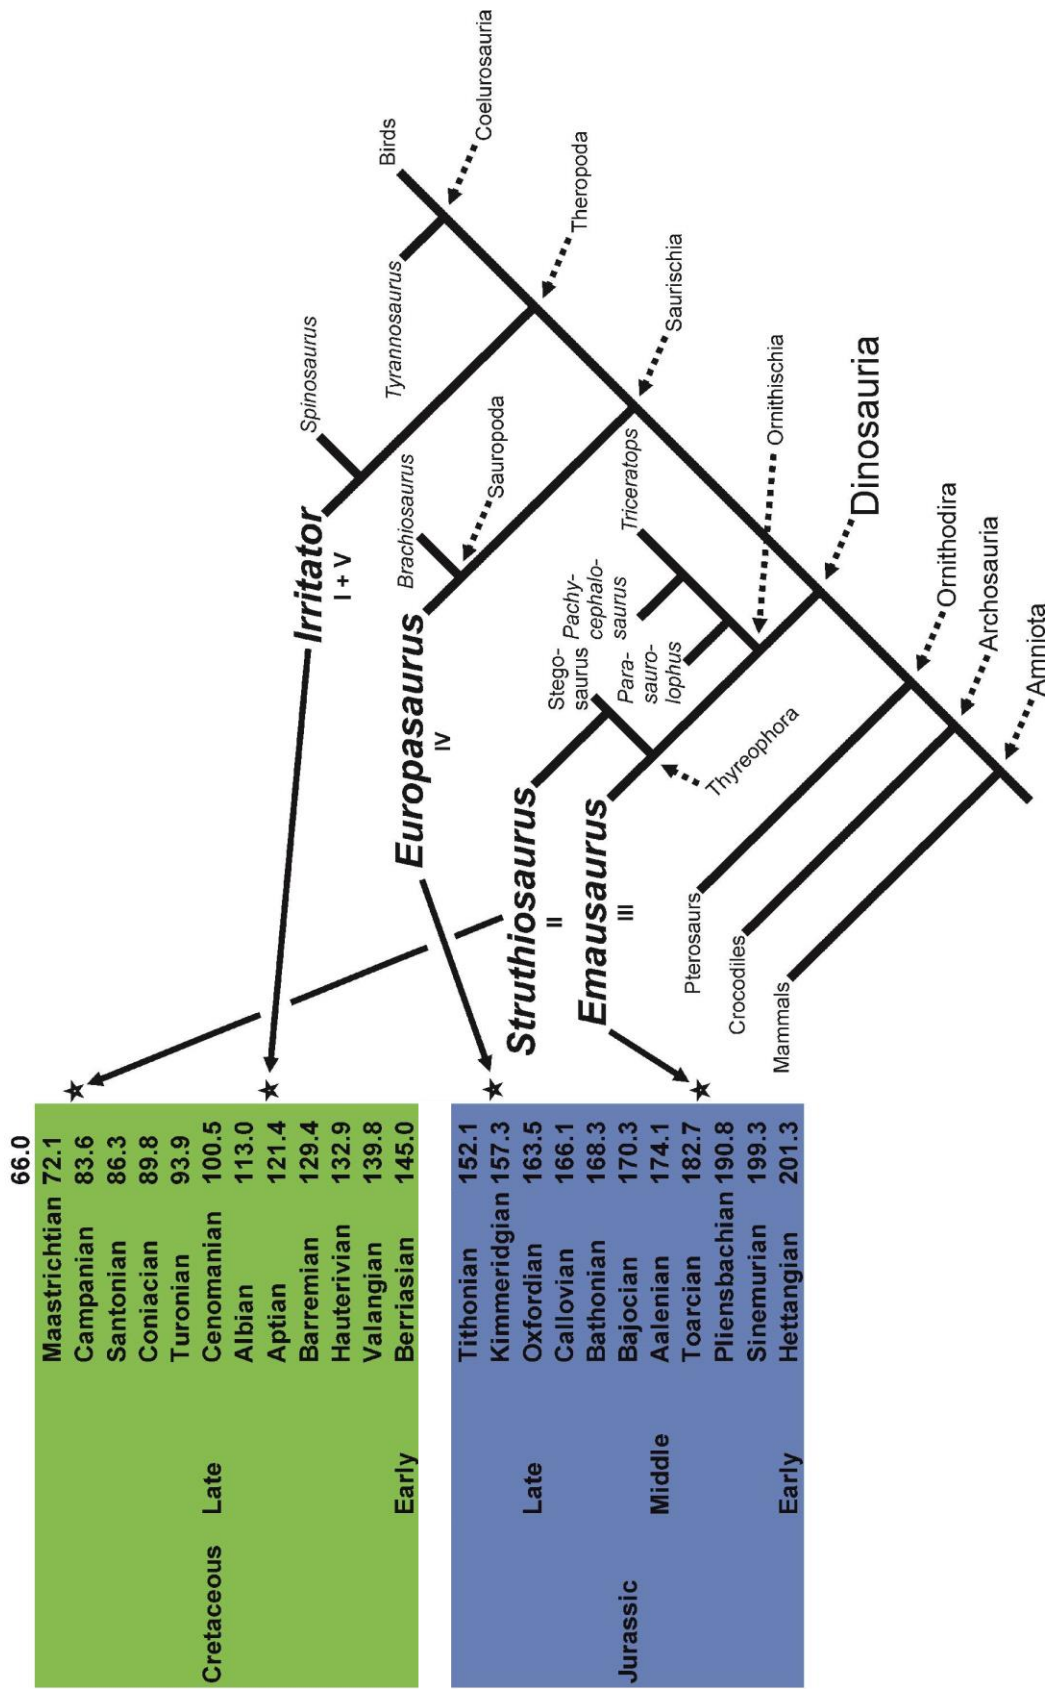 66.0
Maastrichtian 72.1
Campanian 83.6
Santonian 86.3
Coniacian 89.8
Turonian 93.9
Cretaceous Late Cenomanian 100.5
Albian 113.0
Aptian 121.4
Barremian 129.4
Hauterivian 132.9
Valangian 139.8
Early Berriasian 145.0
Tithonian 152.1
Kimmeridgian 157.3
Late Oxfordian 163.5
Callovian 166.1
Bathonian 168.3
Jurassic Bajocian 170.3
Middle Aalenian 174.1
Toarcian 182.7
Pliensbachian 190.8
Sinemurian 199.3
Early Hettangian 201.3
Irritator
I + V
Spinosaurus
Tyrannosaurus
Birds
Coelurosauria
Theropoda
Europasaurus
IV
Brachiosaurus
Sauropoda
Saurischia
Struthiosaurus
II
Stego-
saurus
Pachy-
cephalo-
saurus
Triceratops
Para-
sauro-
lophus
Ornithischia
Emausaurus
III
Thyreophora
Dinosauria
Pterosaurs
Ornithodira
Crocodiles
Archosauria
Mammals
Amniota